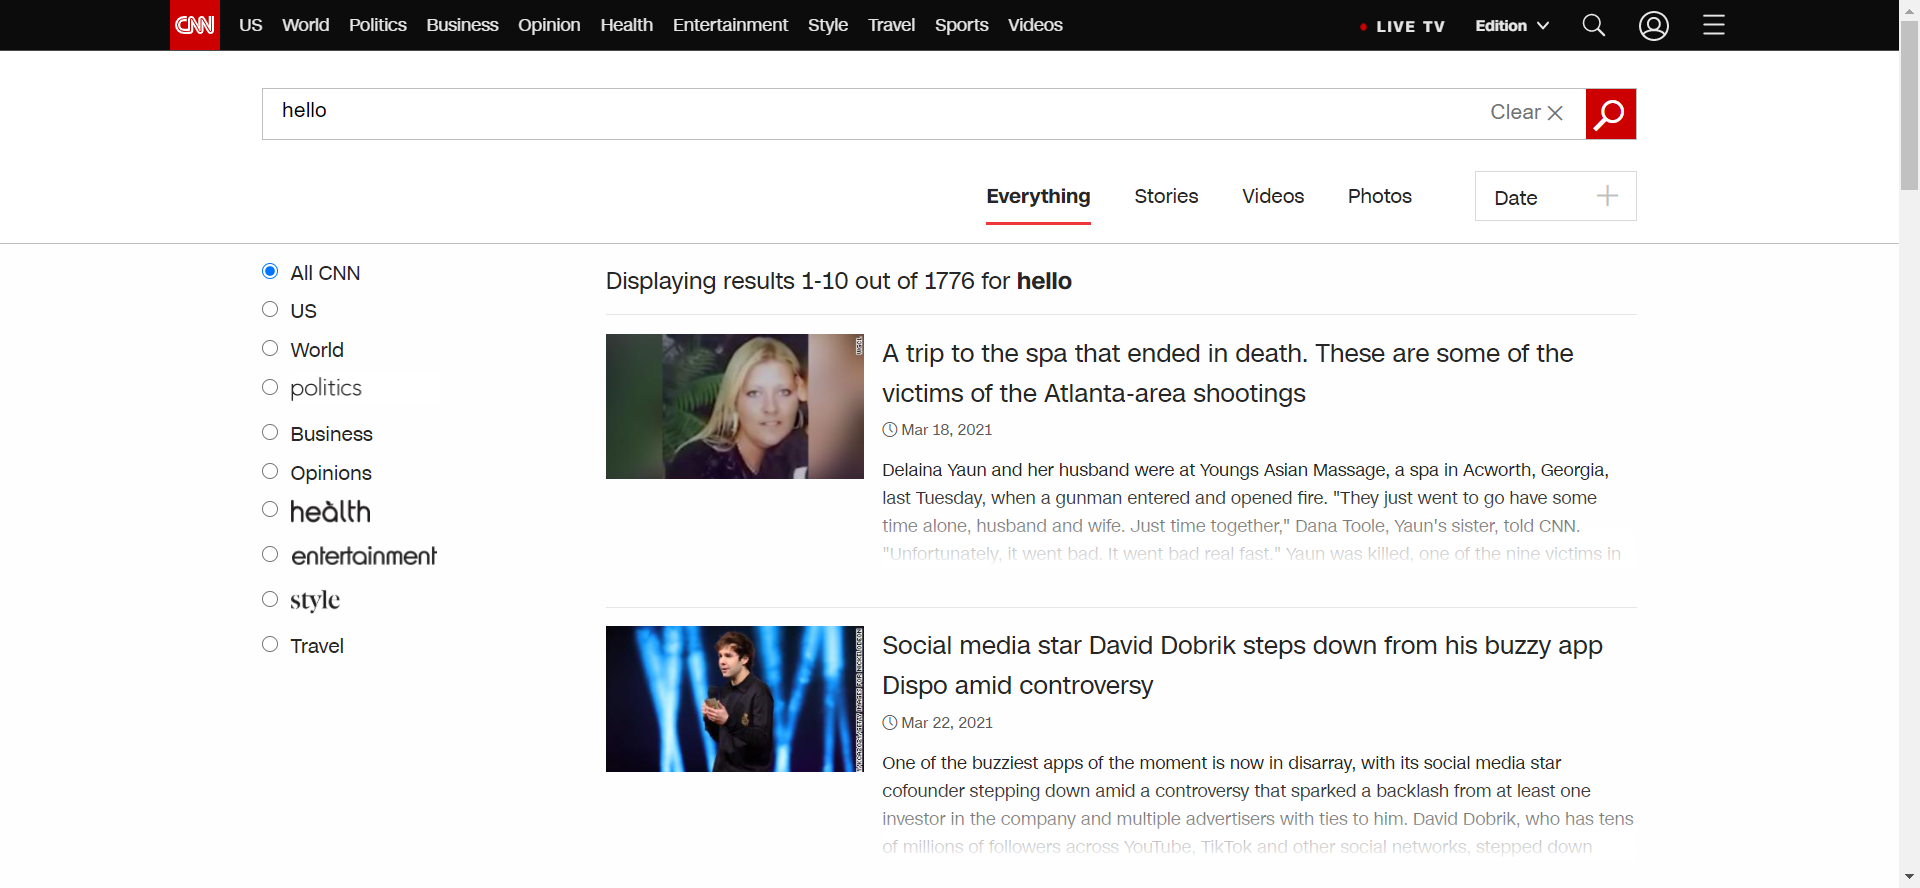 CNN US World Politics Business Opinion Health Entertainment Style Travel Sports Videos LIVE TV Edition
hello Clear
Everything Stories Videos Photos Date
All CNN
US
World
politics
Business
Opinions
health
entertainment
style
Travel
Displaying results 1-10 out of 1776 for hello
WSCL
A trip to the spa that ended in death. These are some of the
victims of the Atlanta-area shootings
Mar 18, 2021
Delaina Yaun and her husband were at Youngs Asian Massage, a spa in Acworth, Georgia,
last Tuesday, when a gunman entered and opened fire. "They just went to go have some
time alone, husband and wife. Just time together," Dana Toole, Yaun's sister, told CNN.
"Unfortunately, it went bad. It went bad real fast." Yaun was killed, one of the nine victims in
Social media star David Dobrik steps down from his buzzy app
Dispo amid controversy
Mar 22, 2021
One of the buzziest apps of the moment is now in disarray, with its social media star
cofounder stepping down amid a controversy that sparked a backlash from at least one
investor in the company and multiple advertisers with ties to him. David Dobrik, who has tens
of millions of followers across YouTube, TikTok and other social networks, stepped down